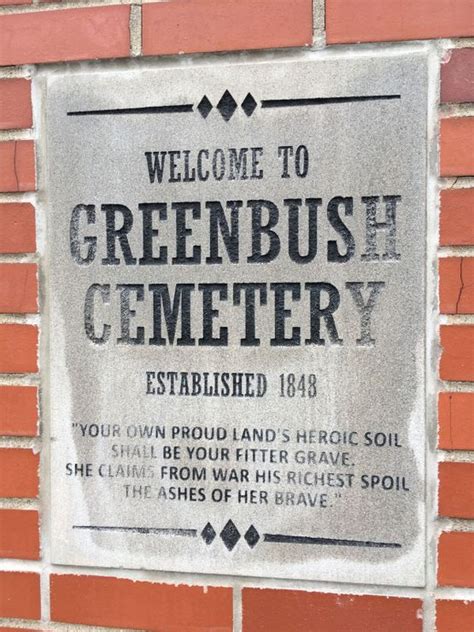 WELCOME TO
GREENBUSH
CEMETERY
ESTABLISHED 1848
"YOUR OWN PROUD LAND'S HEROIC SOIL
SHALL BE YOUR FITTER GRAVE.
SHE CLAIMS FROM WAR HIS RICHEST SPOIL
THE ASHES OF HER BRAVE."